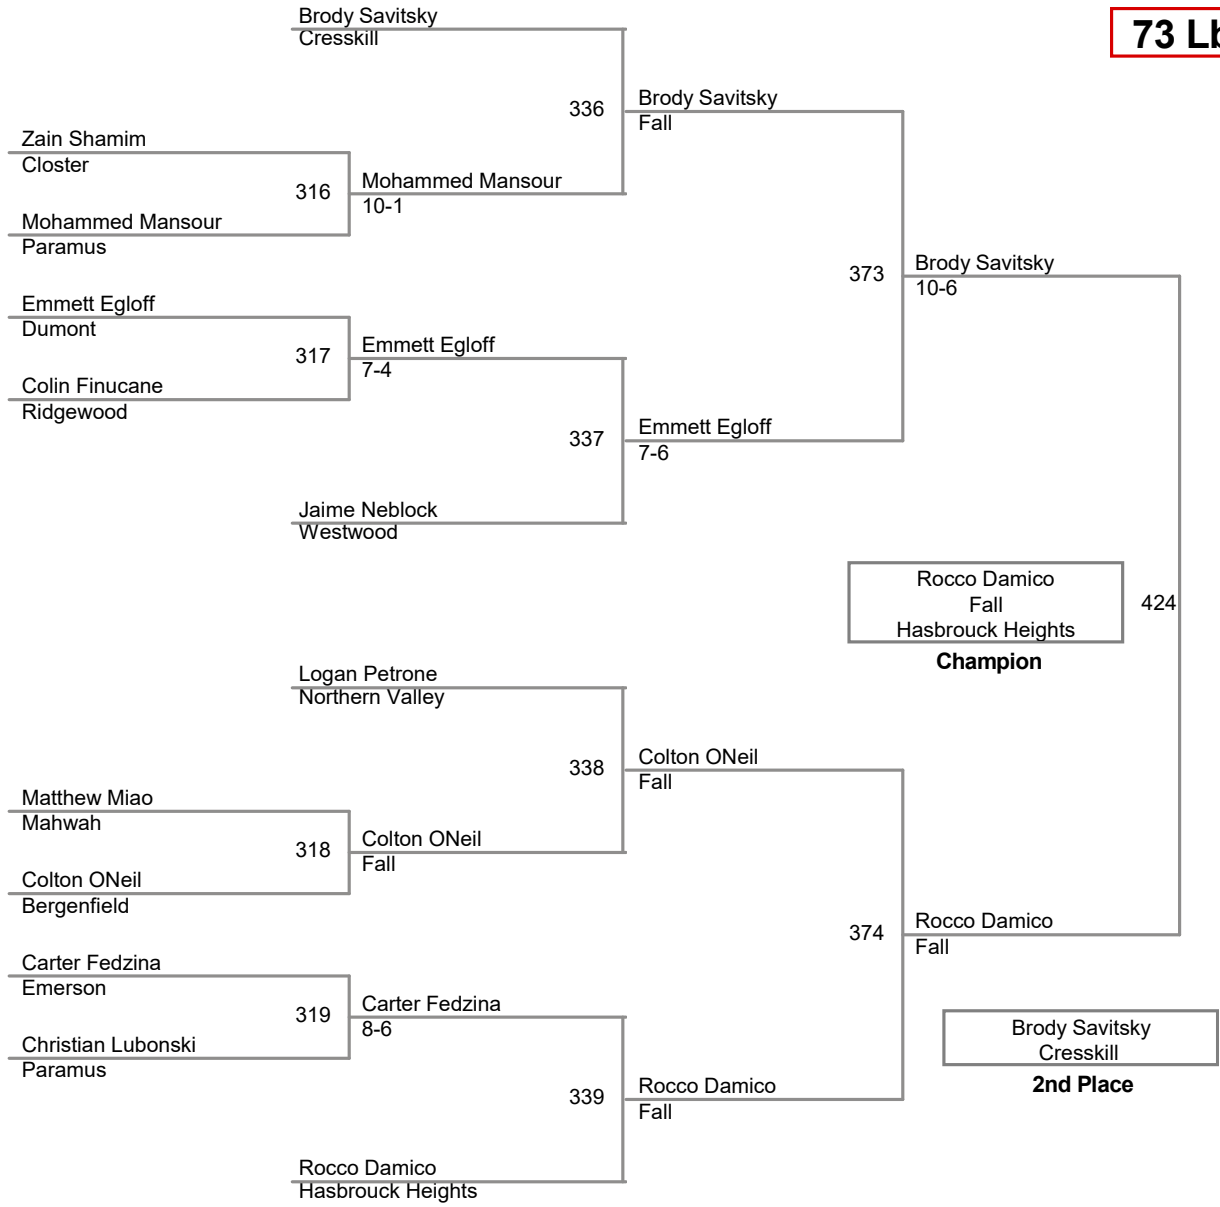 Brody Savitsky
Cresskill
73 Lb
336
Brody Savitsky
Fall
Zain Shamim
Closter
316
Mohammed Mansour
10-1
Mohammed Mansour
Paramus
373
Brody Savitsky
10-6
Emmett Egloff
Dumont
317
Emmett Egloff
7-4
Colin Finucane
Ridgewood
337
Emmett Egloff
7-6
Jaime Neblock
Westwood
Rocco Damico
Fall
Hasbrouck Heights
424
Champion
Logan Petrone
Northern Valley
338
Colton ONeil
Fall
Matthew Miao
Mahwah
318
Colton ONeil
Fall
Colton ONeil
Bergenfield
374
Rocco Damico
Fall
Carter Fedzina
Emerson
319
Carter Fedzina
8-6
Christian Lubonski
Paramus
Brody Savitsky
Cresskill
2nd Place
339
Rocco Damico
Fall
Rocco Damico
Hasbrouck Heights